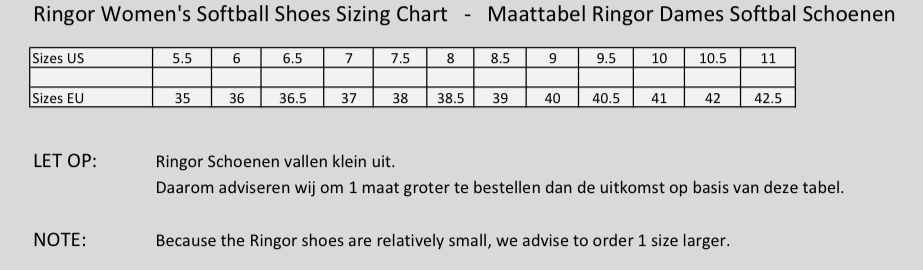 Ringor Women's Softball Shoes Sizing Chart - Maattabel Ringor Dames Softbal Schoenen
Sizes US 5.5 6 6.5 7 7.5 8 8.5 9 9.5 10 10.5 11
Sizes EU 35 36 36.5 37 38 38.5 39 40 40.5 41 42 42.5
LET OP: Ringor Schoenen vallen klein uit.
Daarom adviseren wij om 1 maat groter te bestellen dan de uitkomst op basis van deze tabel.
NOTE: Because the Ringor shoes are relatively small, we advise to order 1 size larger.